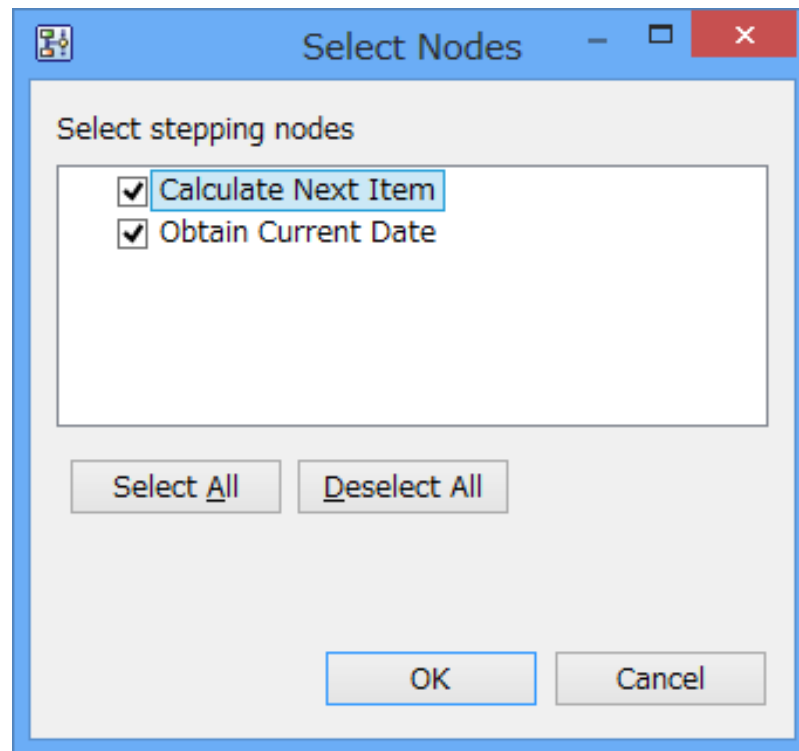 Select Nodes
Select stepping nodes
Calculate Next Item
Obtain Current Date
Select All
Deselect All
OK
Cancel